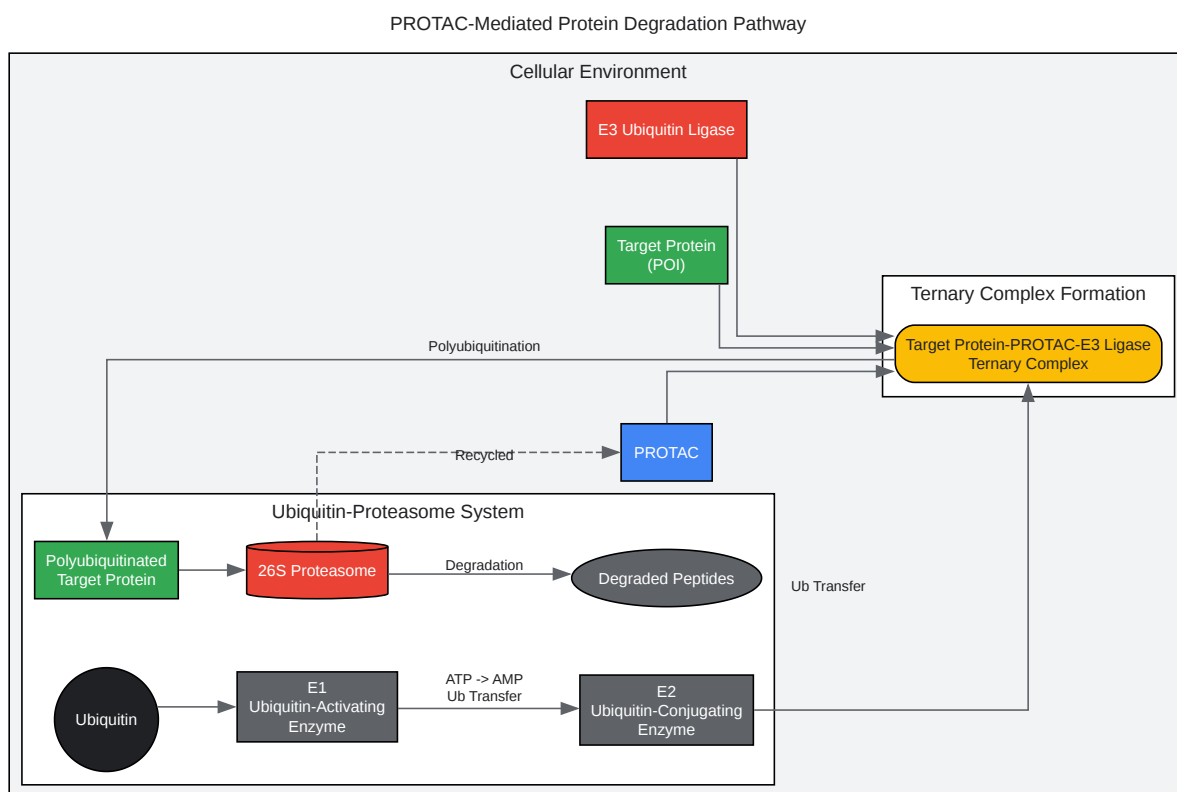 PROTAC-Mediated Protein Degradation Pathway
Cellular Environment
E3 Ubiquitin Ligase
Target Protein
(POI)
Ternary Complex Formation
Target Protein-PROTAC-E3 Ligase
Ternary Complex
Polyubiquitination
PROTAC
Recycled
Ubiquitin-Proteasome System
Polyubiquitinated
Target Protein
26S Proteasome
Degradation
Degraded Peptides
Ub Transfer
Ubiquitin
E1
Ubiquitin-Activating
Enzyme
ATP -> AMP
Ub Transfer
E2
Ubiquitin-Conjugating
Enzyme